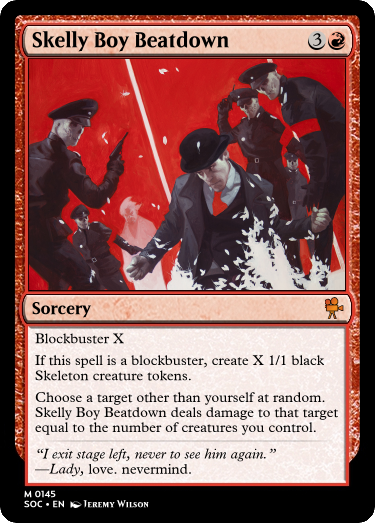 Skelly Boy Beatdown 3
Sorcery
Blockbuster X
If this spell is a blockbuster, create X 1/1 black
Skeleton creature tokens.
Choose a target other than yourself at random.
Skelly Boy Beatdown deals damage to that target
equal to the number of creatures you control.
“I exit stage left, never to see him again.”
—Lady, love. nevermind.
M 0145
SOC • EN Jeremy Wilson